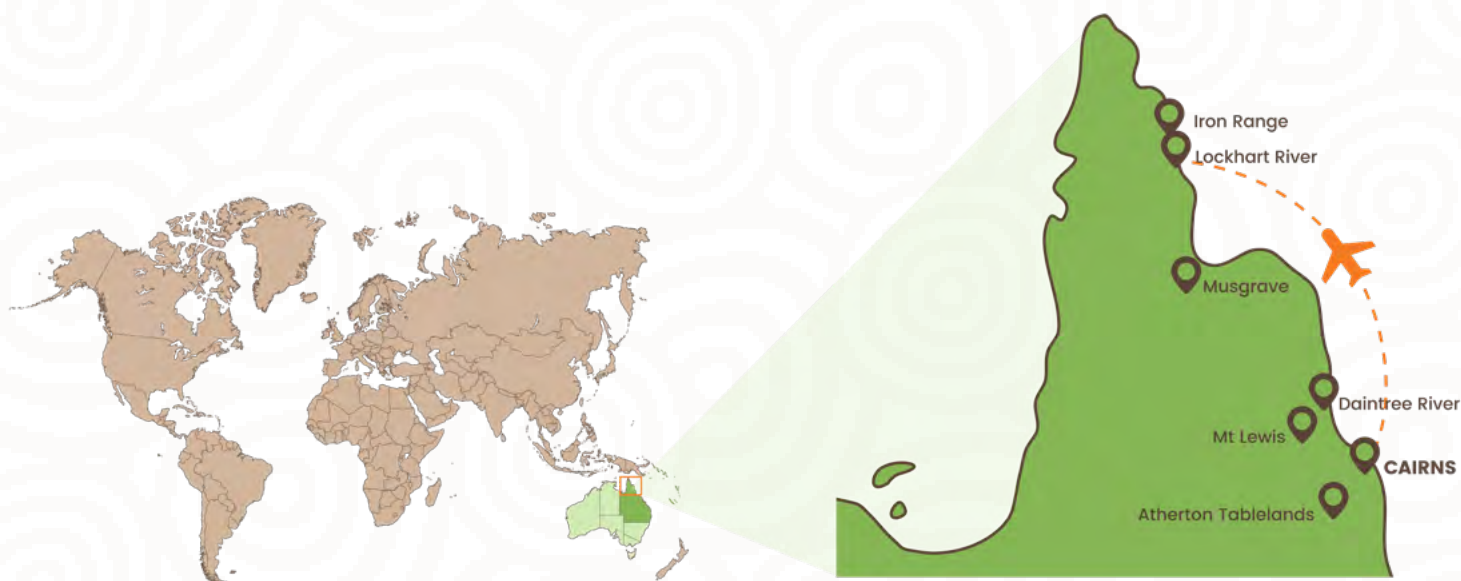 Iron Range
Lockhart River
Musgrave
Daintree River
Mt Lewis
CAIRNS
Atherton Tablelands